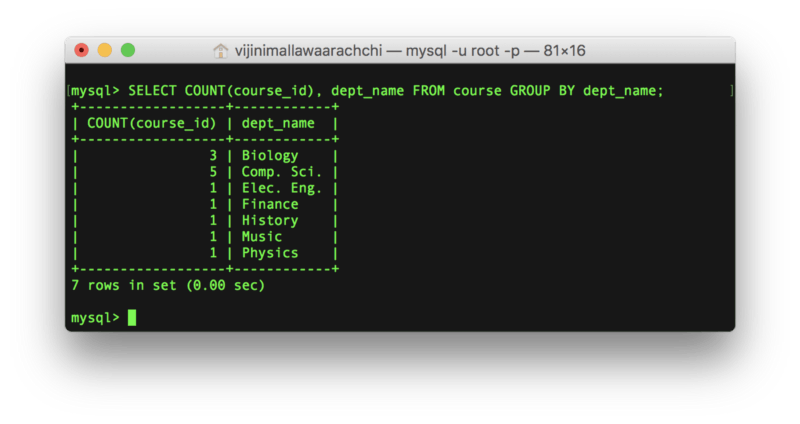 vijinimallawaarachchi — mysql -u root -p — 81×16
[mysql> SELECT COUNT(course_id), dept_name FROM course GROUP BY dept_name; ]
+------------------+------------+
| COUNT(course_id) | dept_name  |
+------------------+------------+
|                3 | Biology    |
|                5 | Comp. Sci. |
|                1 | Elec. Eng. |
|                1 | Finance    |
|                1 | History    |
|                1 | Music      |
|                1 | Physics    |
+------------------+------------+
7 rows in set (0.00 sec)
mysql>